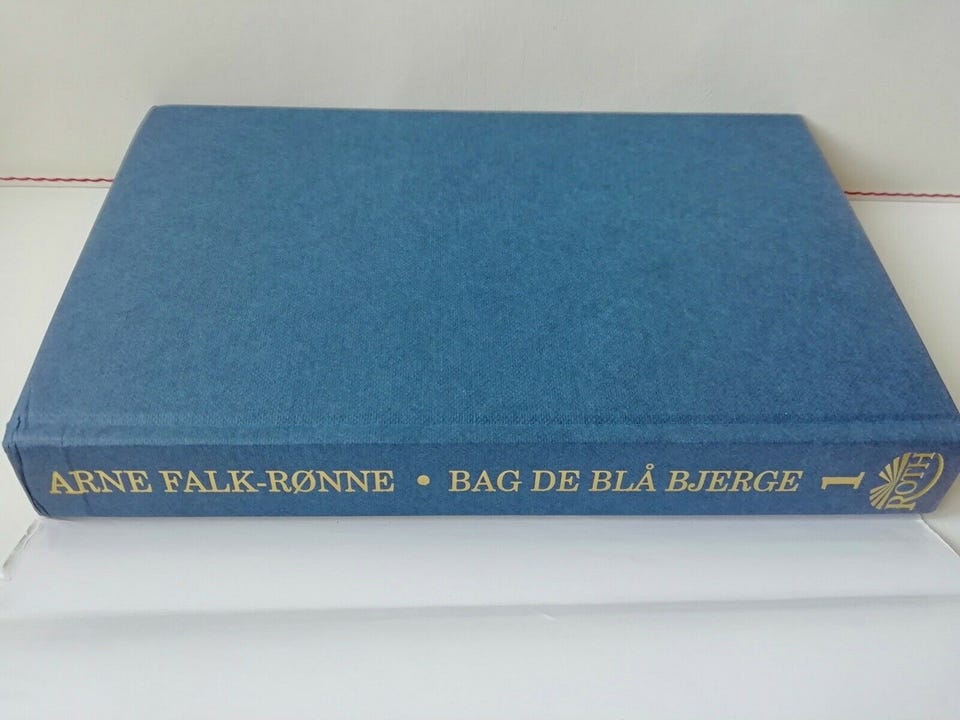 ARNE FALK-RØNNE • BAG DE BLÅ BJERGE 1
ROTH